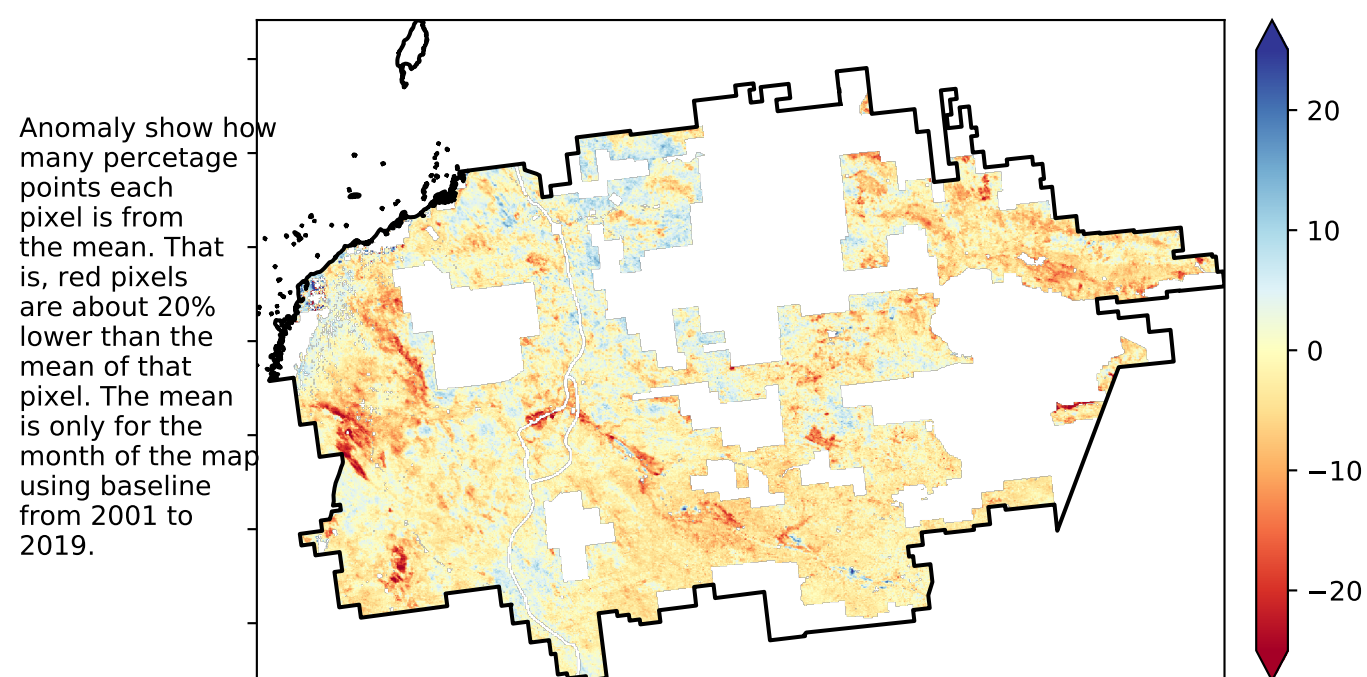 Anomaly show how
many percetage
points each
pixel is from
the mean. That
is, red pixels
are about 20%
lower than the
mean of that
pixel. The mean
is only for the
month of the map
using baseline
from 2001 to
2019.
20
10
0
−10
−20